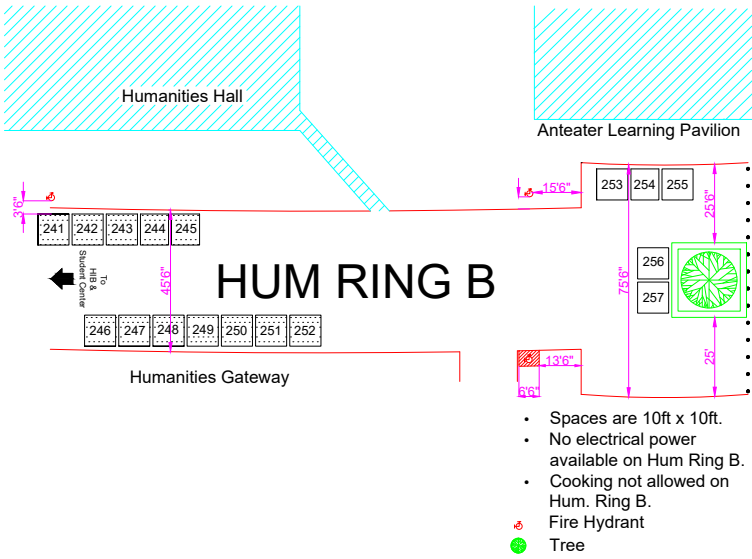 Humanities Hall
Anteater Learning Pavilion
3'6"
15'6"
253 254 255
25'6"
241 242 243 244 245
To
HIB &
Student Center
45'6"
HUM RING B
75'6"
256
257
246 247 248 249 250 251 252
25'
13'6"
6'6"
Humanities Gateway
• Spaces are 10ft x 10ft.
• No electrical power
available on Hum Ring B.
• Cooking not allowed on
Hum. Ring B.
Fire Hydrant
Tree